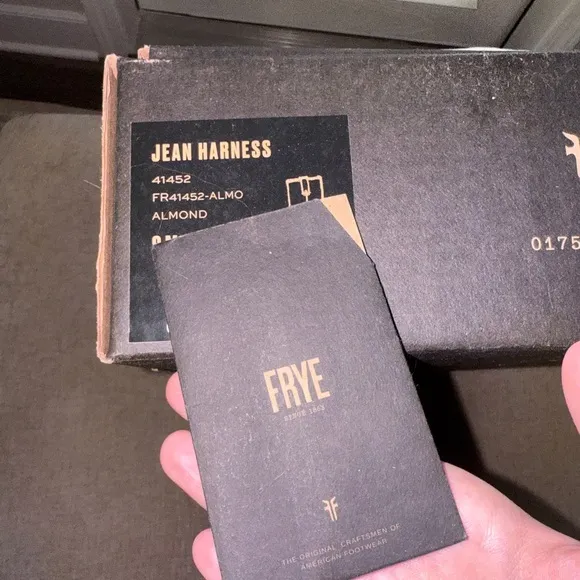 JEAN HARNESS
41452
FR41452-ALMO
ALMOND
0175
FRYE
SINCE 1863
THE ORIGINAL CRAFTSMEN OF
AMERICAN FOOTWEAR